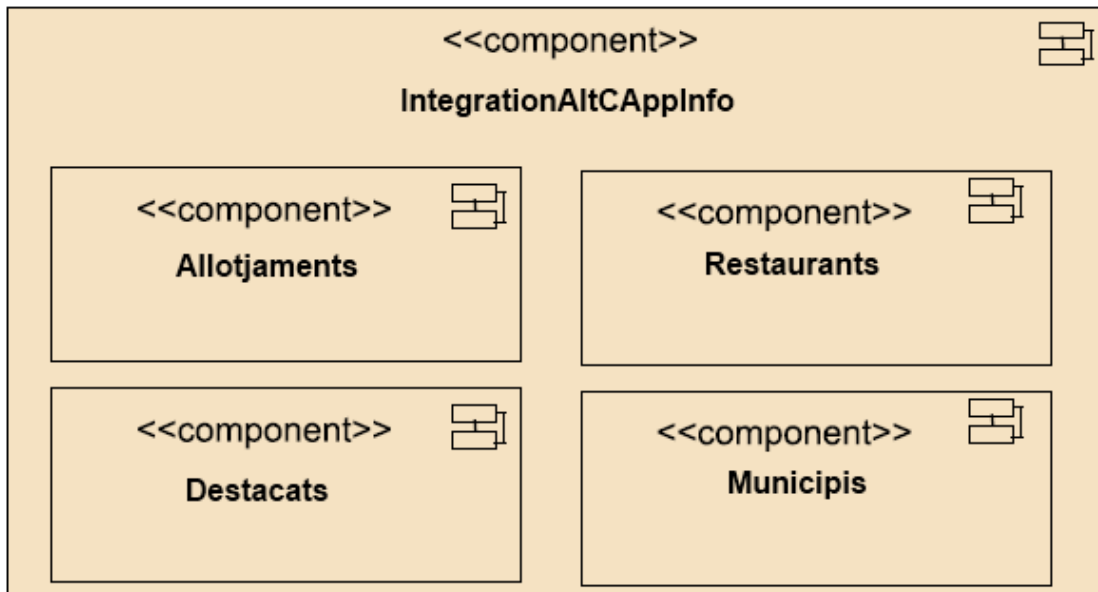 <<component>>
IntegrationAltCAppInfo
<<component>>
Allotjaments
<<component>>
Restaurants
<<component>>
Destacats
<<component>>
Municipis